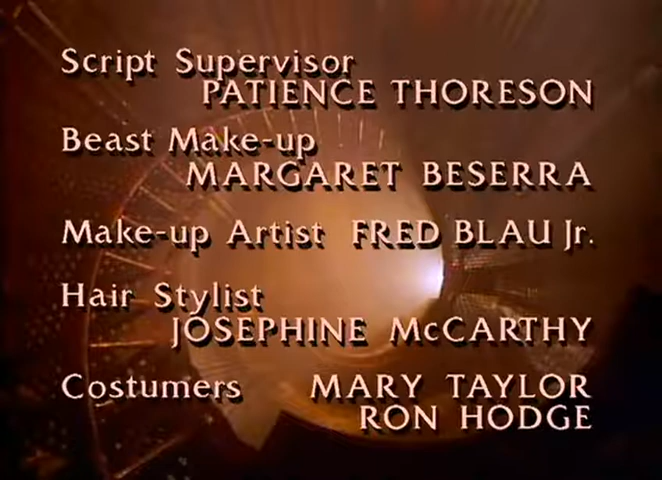 Script Supervisor
PATIENCE THORESON
Beast Make-up
MARGARET BESERRA
Make-up Artist FRED BLAU Jr.
Hair Stylist
JOSEPHINE McCARTHY
Costumers MARY TAYLOR
RON HODGE